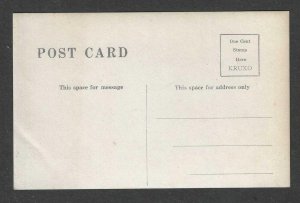 POST CARD
One Cent
Stamp
Here
KRUXO
This space for message
This space for address only